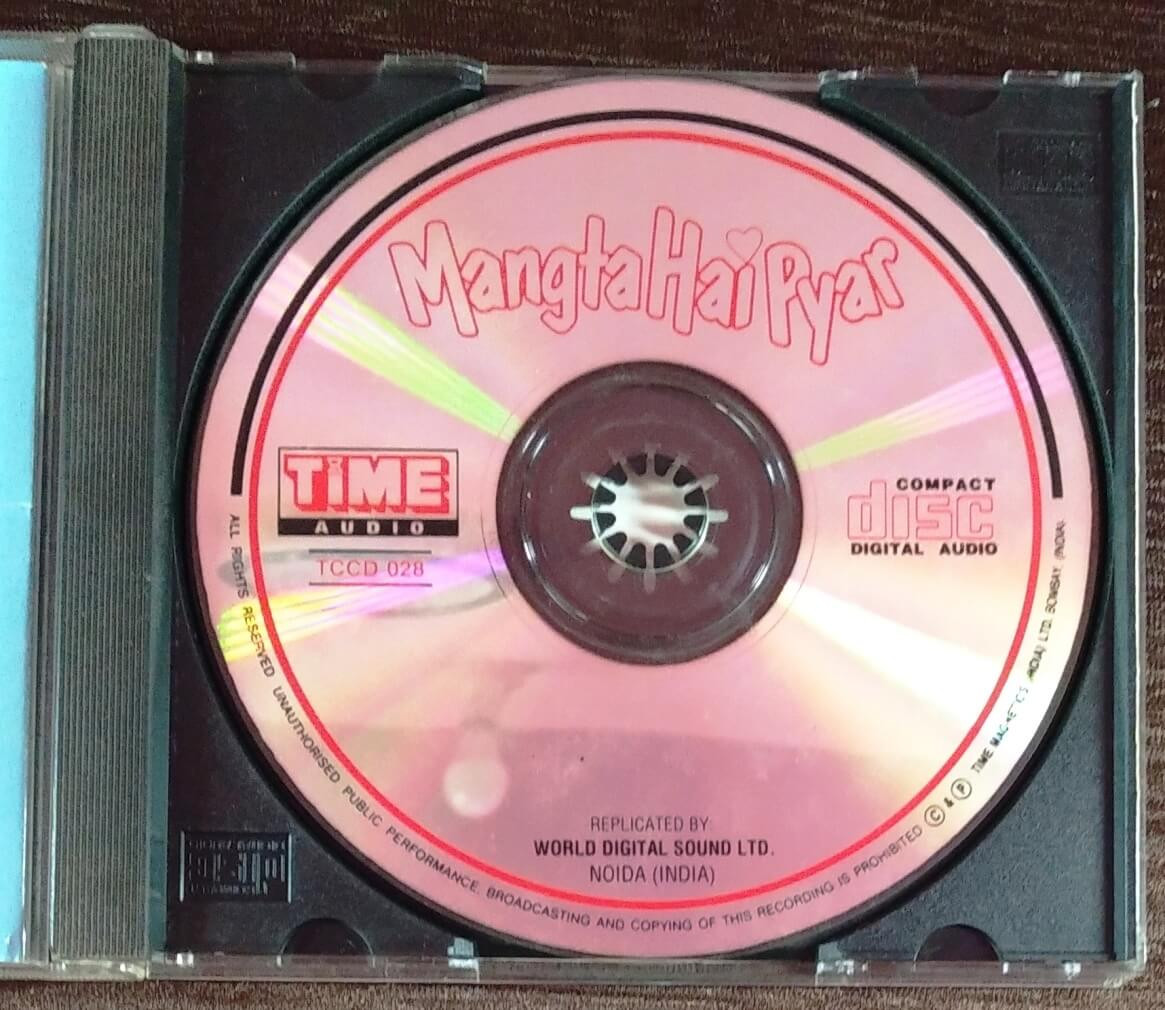 Mangta Hai Pyar
TiME
AUDIO
TCCD 028
COMPACT
disc
DIGITAL AUDIO
REPLICATED BY
WORLD DIGITAL SOUND LTD.
NOIDA (INDIA)
ALL RIGHTS RESERVED UNAUTHORISED PUBLIC PERFORMANCE, BROADCASTING AND COPYING OF THIS RECORDING IS PROHIBITED © & ℗ TIME MAGNETICS (INDIA) LTD. BOMBAY (INDIA)